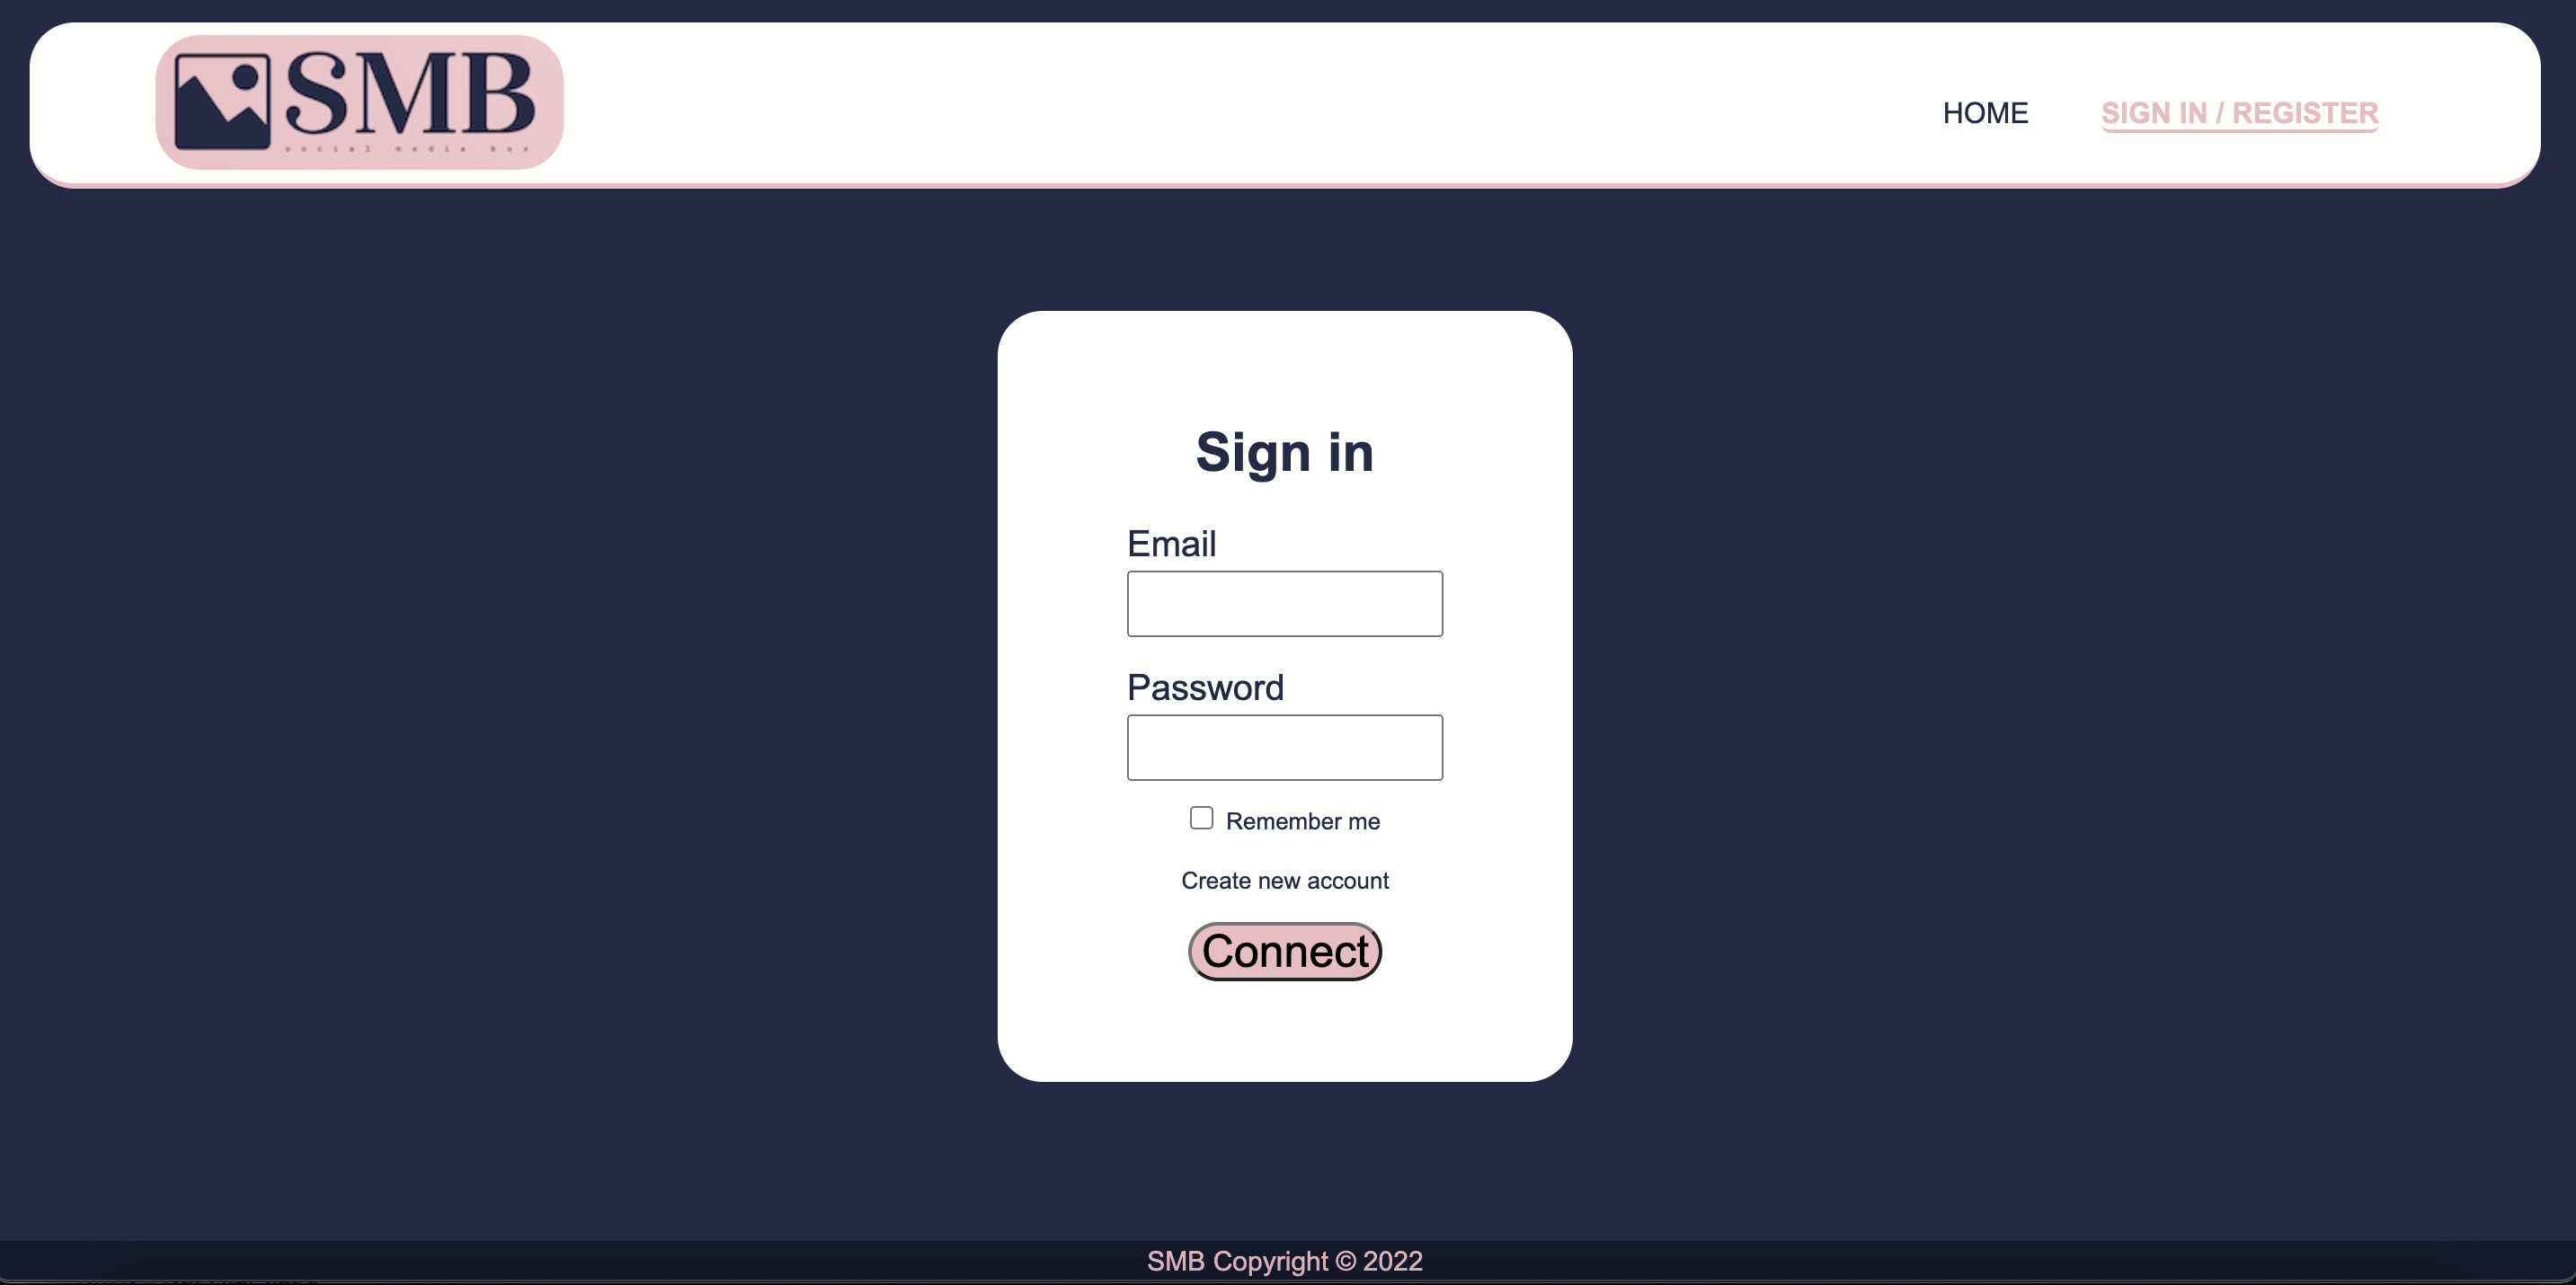 SMB
social media box
HOME
SIGN IN / REGISTER
Sign in
Email
Password
Remember me
Create new account
Connect
SMB Copyright © 2022